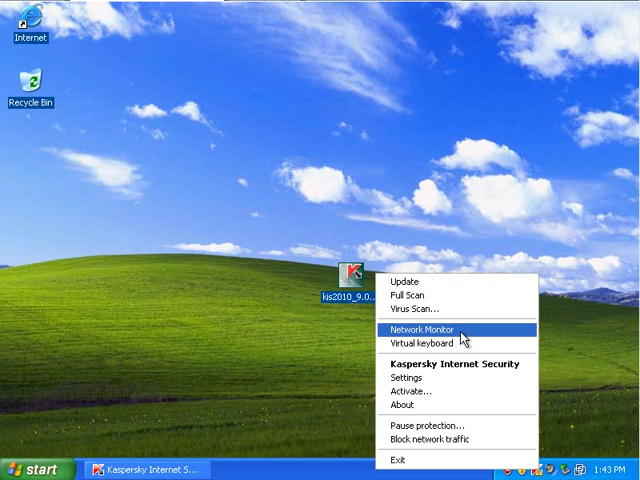 Internet
Recycle Bin
kis2010_9.0...
Update
Full Scan
Virus Scan...
Network Monitor
Virtual keyboard
Kaspersky Internet Security
Settings
Activate...
About
Pause protection...
Block network traffic
Exit
start
Kaspersky Internet S...
1:43 PM